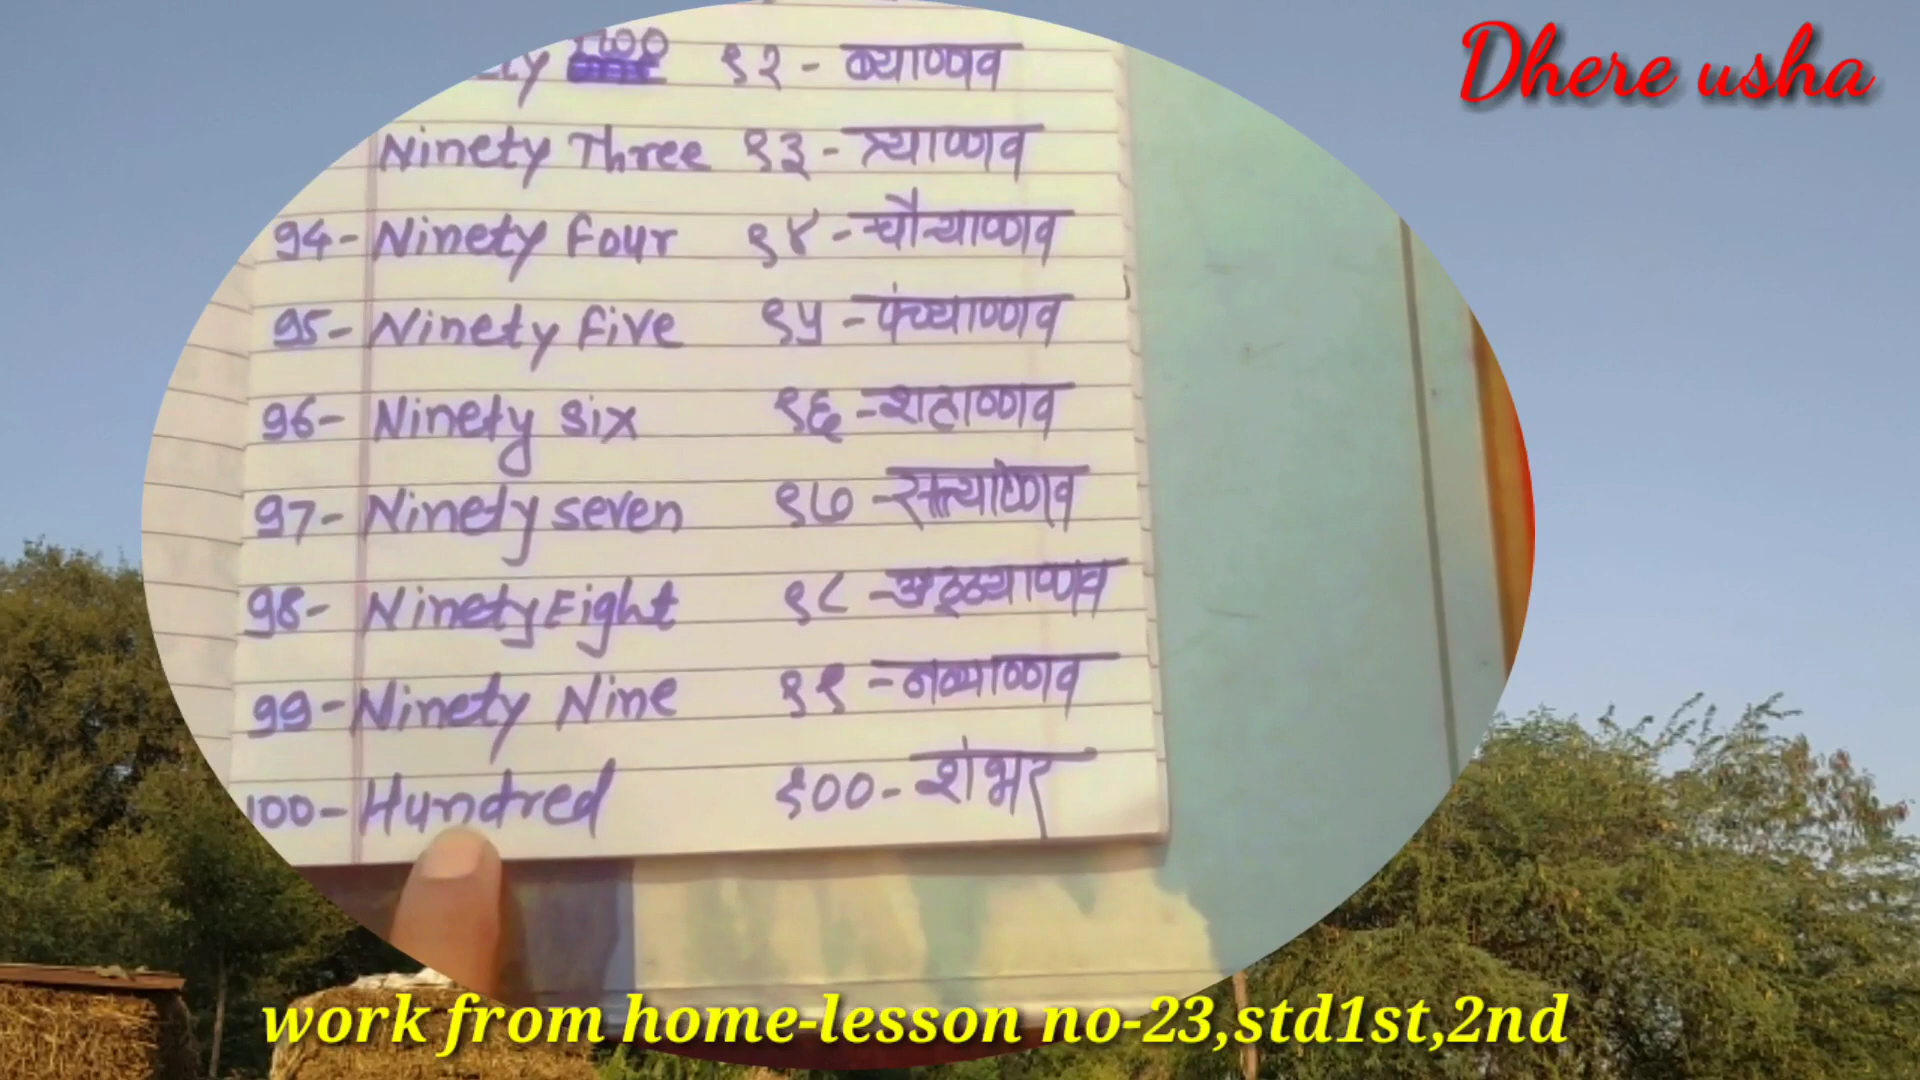 Dhere usha
Two ९२ - ब्याण्णव
Ninety Three ९३ - त्र्याण्णव
94 - Ninety four ९४ - चौऱ्याण्णव
95 - Ninety five ९५ - पंच्याण्णव
96 - Ninety six ९६ - शहाण्णव
97 - Ninety seven ९७ - सत्त्याण्णव
98 - Ninety Eight ९८ - अठ्ठ्याण्णव
99 - Ninety Nine ९९ - नव्याण्णव
100 - Hundred १00 - शंभर
work from home-lesson no-23,std1st,2nd